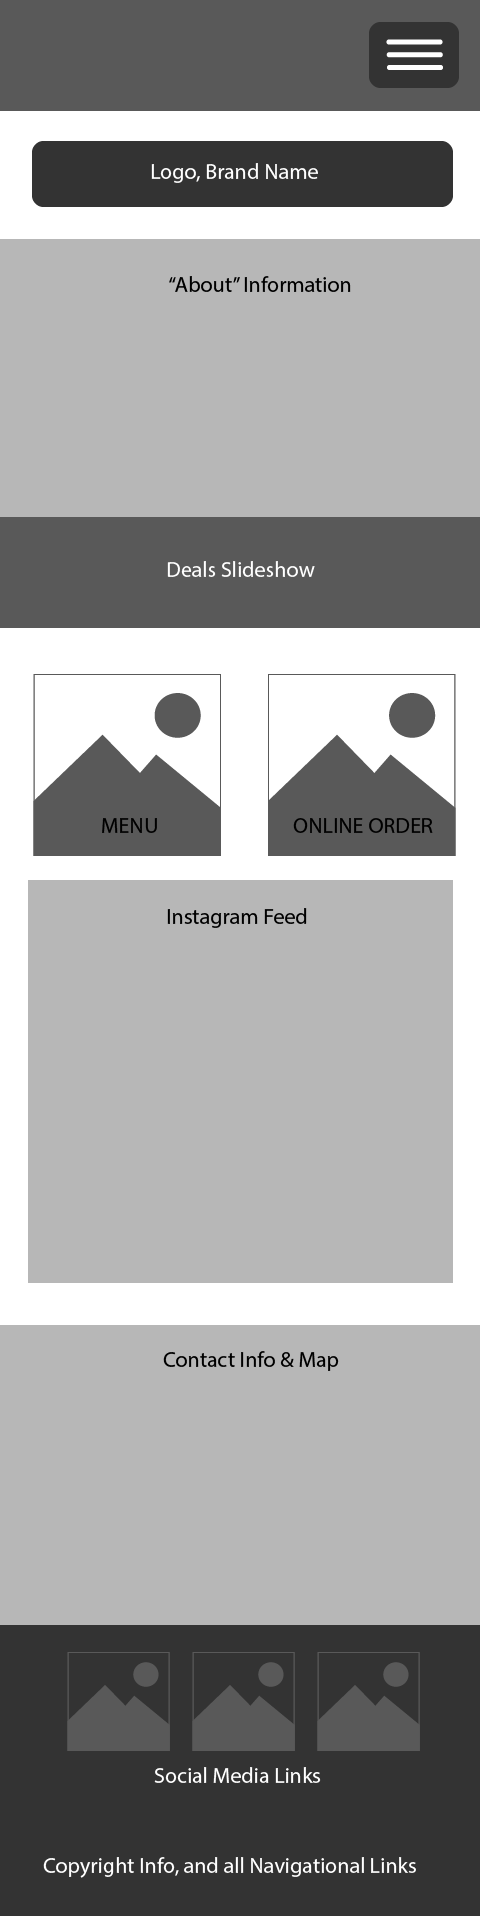 Logo, Brand Name
“About” Information
Deals Slideshow
MENU
ONLINE ORDER
Instagram Feed
Contact Info & Map
Social Media Links
Copyright Info, and all Navigational Links